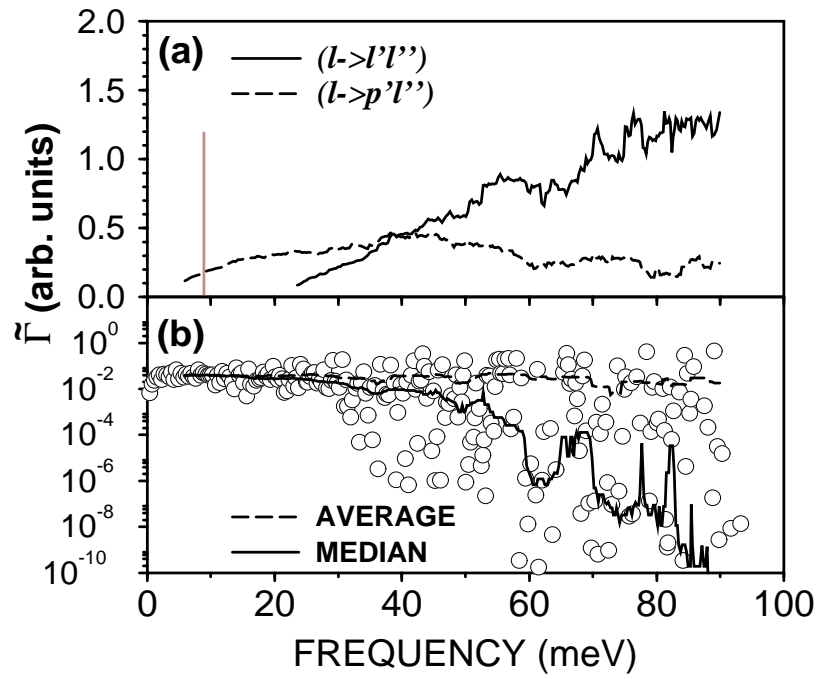 2.0
(a)
(l->l'l'')
(l->p'l'')
1.5
1.0
0.5
0.0
Γ̃ (arb. units)
(b)
10^0
10^-2
10^-4
10^-6
10^-8
10^-10
AVERAGE
MEDIAN
0 20 40 60 80 100
FREQUENCY (meV)